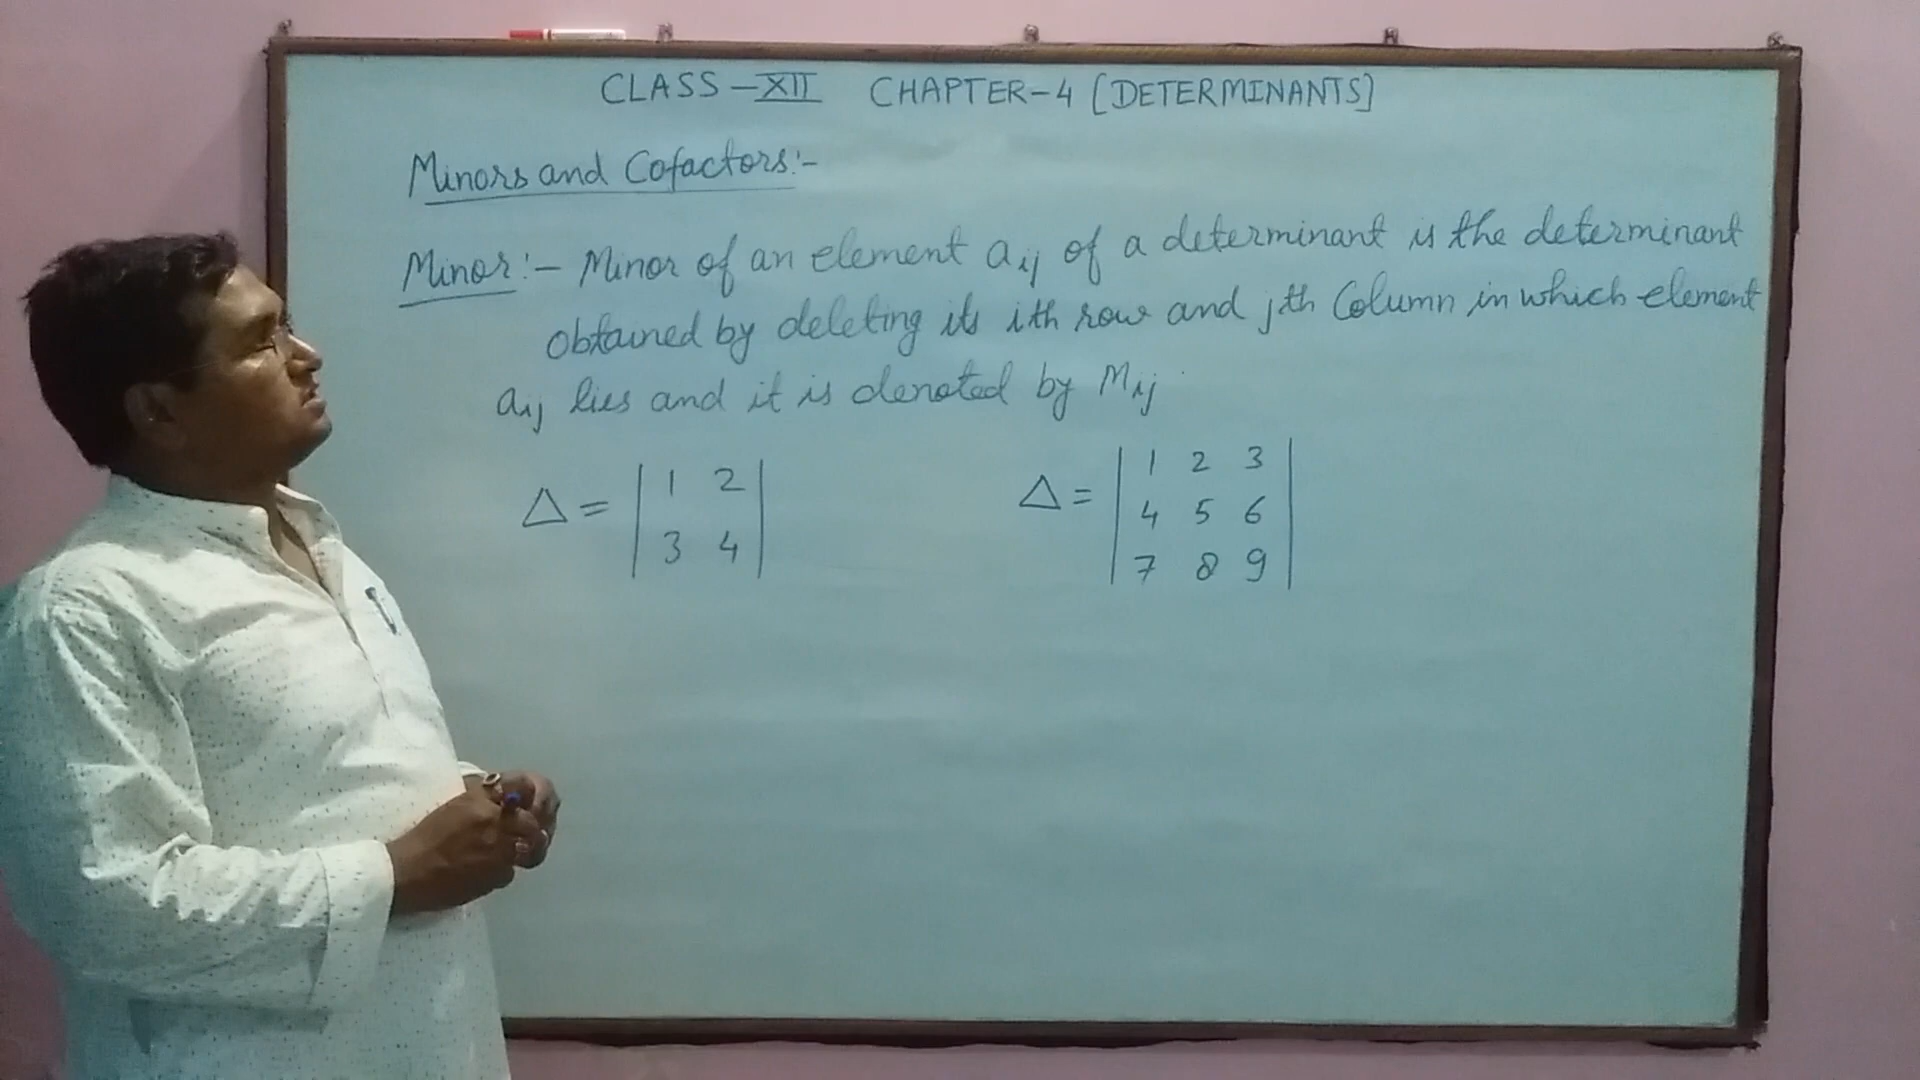 CLASS-XII CHAPTER-4 [DETERMINANTS]
Minors and Cofactors:-
Minor:- Minor of an element aij of a determinant is the determinant
obtained by deleting its ith row and jth Column in which element
aij lies and it is denoted by Mij
Δ = | 1 2 | Δ = | 1 2 3 |
| 3 4 | | 4 5 6 |
| 7 8 9 |